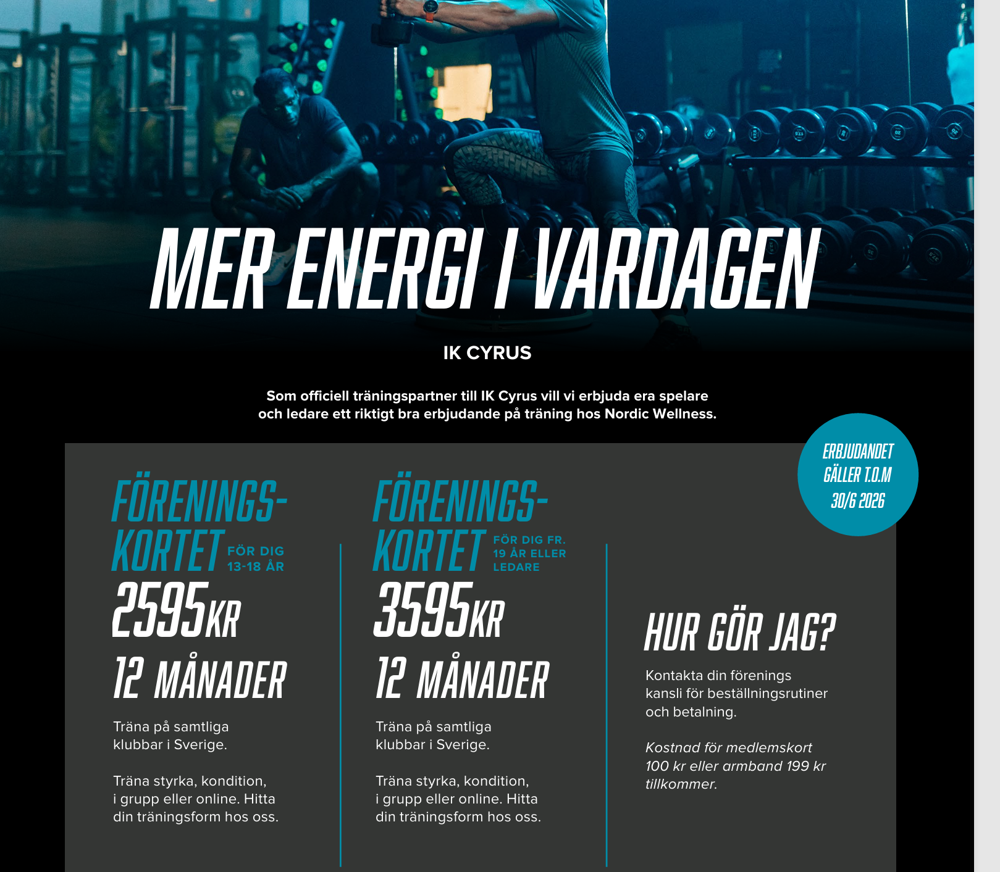 MER ENERGI I VARDAGEN
IK CYRUS
Som officiell träningspartner till IK Cyrus vill vi erbjuda era spelare
och ledare ett riktigt bra erbjudande på träning hos Nordic Wellness.
ERBJUDANDET
GÄLLER T.O.M
30/6 2026
FÖRENINGS-
KORTET
FÖR DIG
13-18 ÅR
2595KR
12 MÅNADER
Träna på samtliga
klubbar i Sverige.
Träna styrka, kondition,
i grupp eller online. Hitta
din träningsform hos oss.
FÖRENINGS-
KORTET
FÖR DIG FR.
19 ÅR ELLER
LEDARE
3595KR
12 MÅNADER
Träna på samtliga
klubbar i Sverige.
Träna styrka, kondition,
i grupp eller online. Hitta
din träningsform hos oss.
HUR GÖR JAG?
Kontakta din förenings
kansli för beställningsrutiner
och betalning.
Kostnad för medlemskort
100 kr eller armband 199 kr
tillkommer.